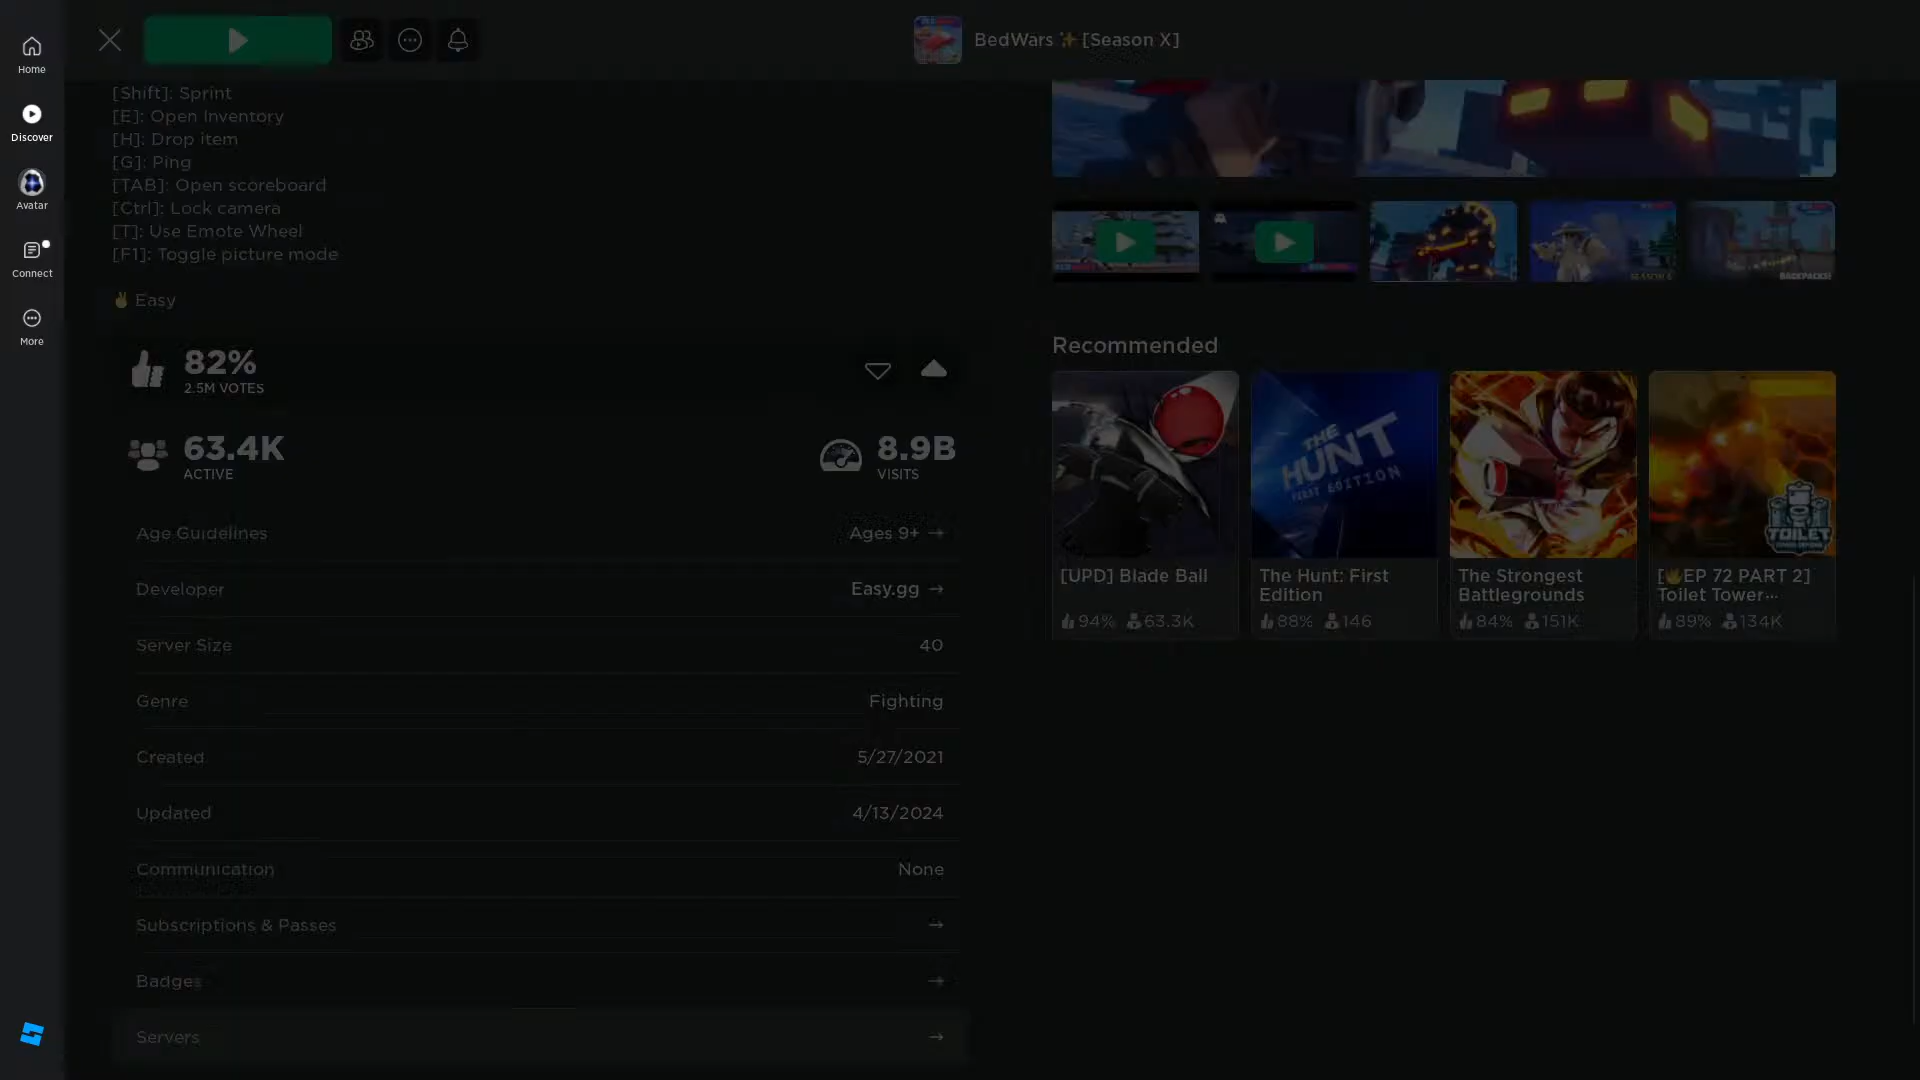 Home
Discover
Avatar
Connect
More
BedWars ✨ [Season X]
[Shift]: Sprint
[E]: Open Inventory
[H]: Drop item
[G]: Ping
[TAB]: Open scoreboard
[Ctrl]: Lock camera
[T]: Use Emote Wheel
[F1]: Toggle picture mode
✌ Easy
82%
2.5M VOTES
63.4K
ACTIVE
8.9B
VISITS
Age Guidelines
Ages 9+ →
Developer
Easy.gg →
Server Size
40
Genre
Fighting
Created
5/27/2021
Updated
4/13/2024
Communication
None
Subscriptions & Passes
→
Badges
→
Servers
→
BACKPACKS!
Recommended
THE
HUNT
FIRST EDITION
TOILET
[UPD] Blade Ball
94% 63.3K
The Hunt: First
Edition
88% 146
The Strongest
Battlegrounds
84% 151K
[🔥EP 72 PART 2]
Toilet Tower...
89% 134K